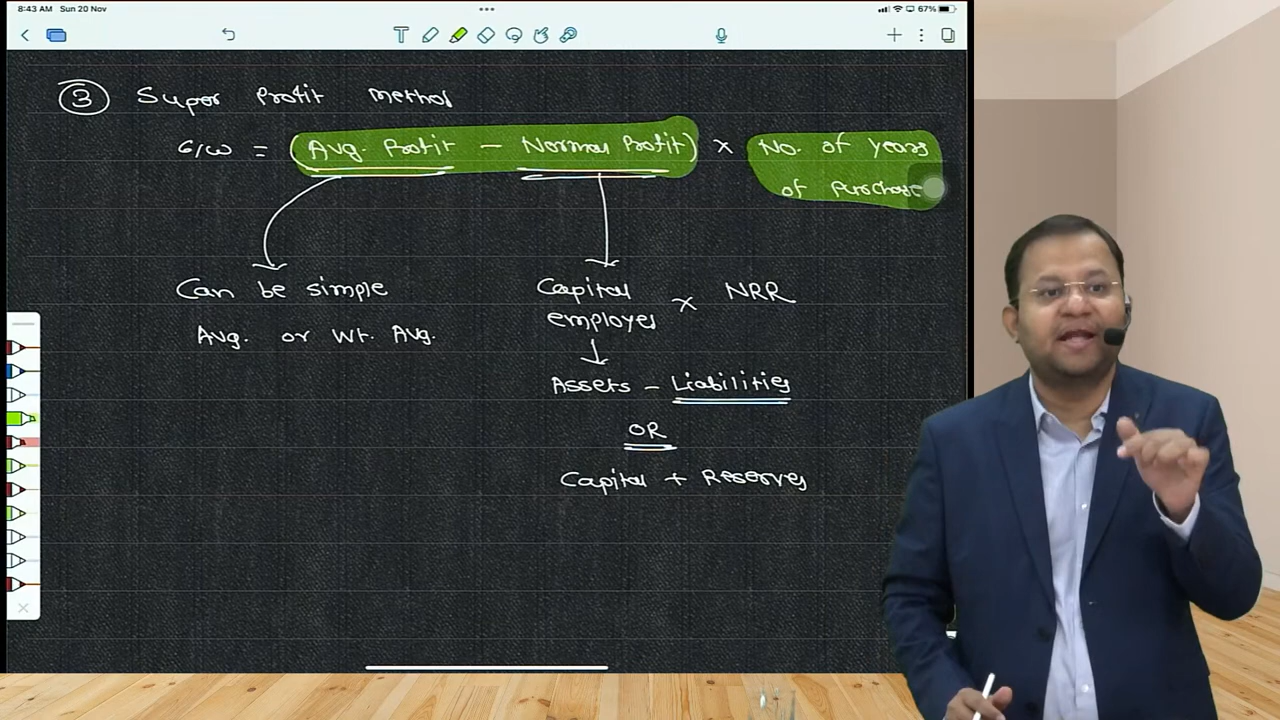 8:43 AM Sun 20 Nov
67%
3 Super Profit Method
G/W = (Avg. Profit - Normal Profit) × No. of years
of Purchase
Can be simple
Avg. or Wt. Avg.
Capital employed × NRR
Assets - Liabilities
OR
Capital + Reserves